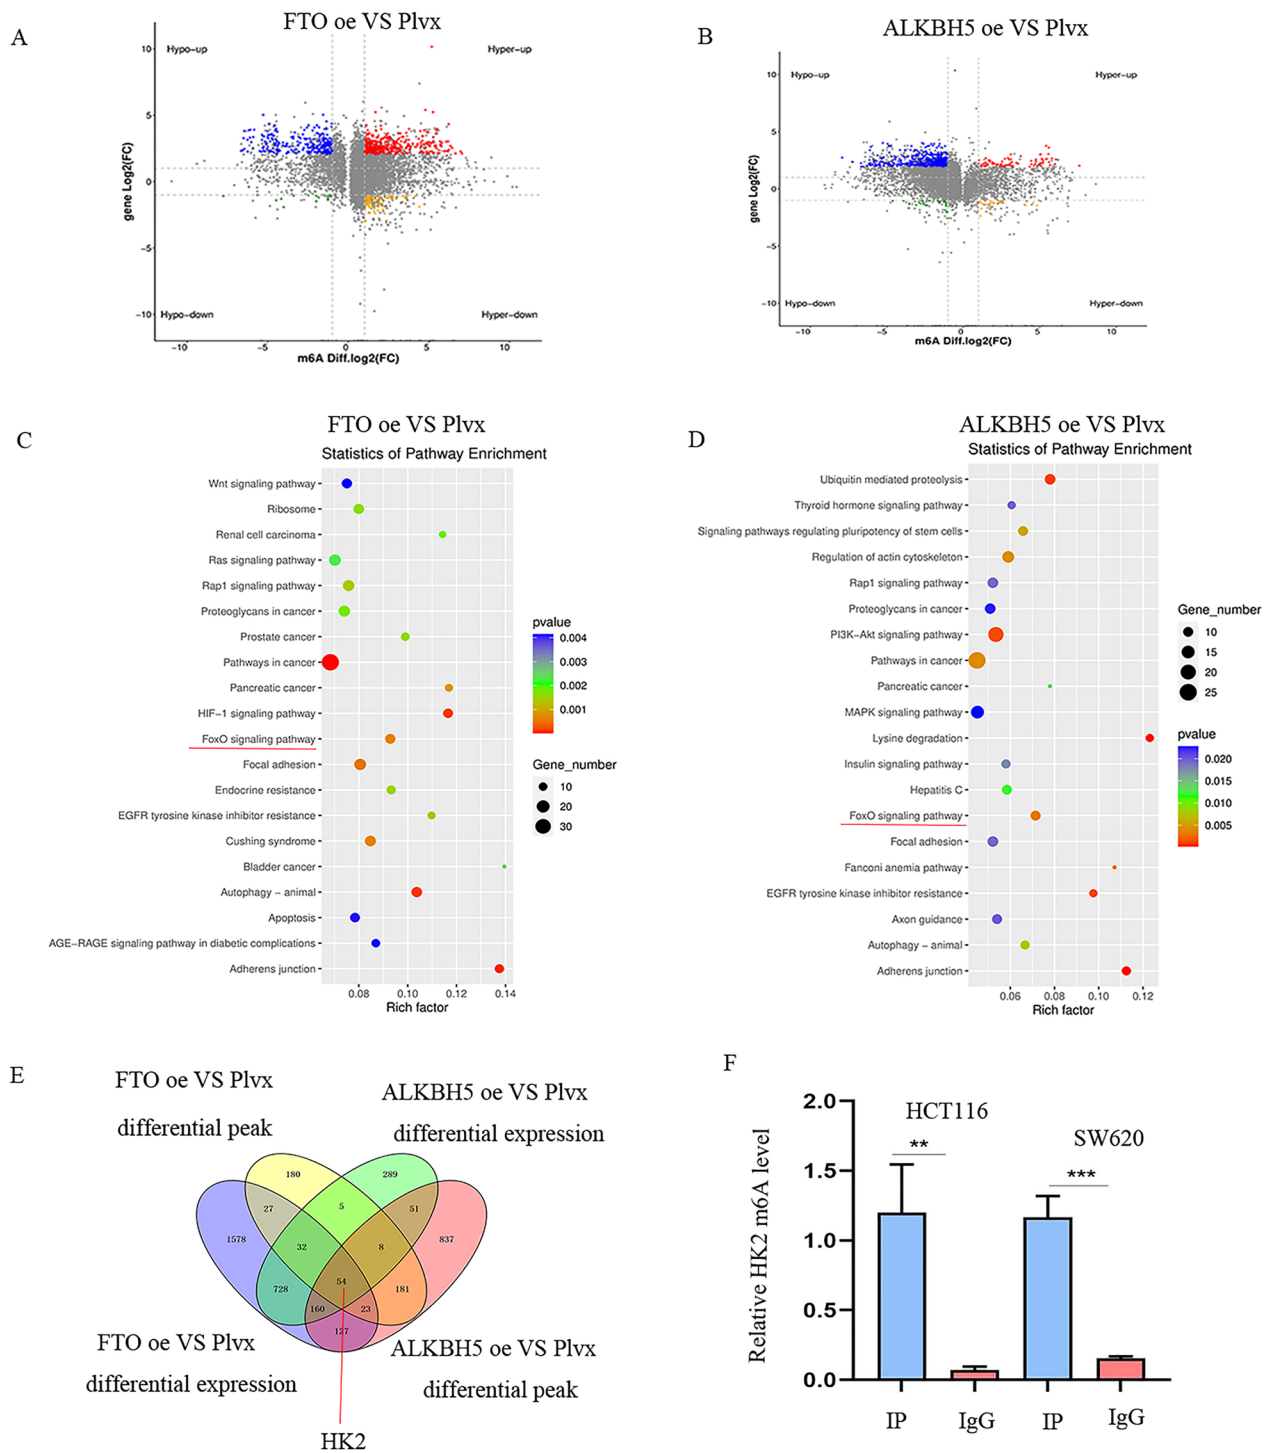 A
FTO oe VS Plvx
Hypo-up
Hyper-up
Hypo-down
Hyper-down
10
5
0
−5
−10
gene Log2(FC)
−10
−5
0
5
10
m6A Diff.log2(FC)
B
ALKBH5 oe VS Plvx
Hypo-up
Hyper-up
Hypo-down
Hyper-down
10
5
0
−5
−10
gene Log2(FC)
−10
−5
0
5
10
m6A Diff.log2(FC)
C
FTO oe VS Plvx
Statistics of Pathway Enrichment
Wnt signaling pathway
Ribosome
Renal cell carcinoma
Ras signaling pathway
Rap1 signaling pathway
Proteoglycans in cancer
Prostate cancer
Pathways in cancer
Pancreatic cancer
HIF−1 signaling pathway
FoxO signaling pathway
Focal adhesion
Endocrine resistance
EGFR tyrosine kinase inhibitor resistance
Cushing syndrome
Bladder cancer
Autophagy − animal
Apoptosis
AGE−RAGE signaling pathway in diabetic complications
Adherens junction
0.08
0.10
0.12
0.14
Rich factor
pvalue
0.004
0.003
0.002
0.001
Gene_number
10
20
30
D
ALKBH5 oe VS Plvx
Statistics of Pathway Enrichment
Ubiquitin mediated proteolysis
Thyroid hormone signaling pathway
Signaling pathways regulating pluripotency of stem cells
Regulation of actin cytoskeleton
Rap1 signaling pathway
Proteoglycans in cancer
PI3K−Akt signaling pathway
Pathways in cancer
Pancreatic cancer
MAPK signaling pathway
Lysine degradation
Insulin signaling pathway
Hepatitis C
FoxO signaling pathway
Focal adhesion
Fanconi anemia pathway
EGFR tyrosine kinase inhibitor resistance
Axon guidance
Autophagy − animal
Adherens junction
0.06
0.08
0.10
0.12
Rich factor
Gene_number
10
15
20
25
pvalue
0.020
0.010
0.005
E
FTO oe VS Plvx
differential peak
ALKBH5 oe VS Plvx
differential expression
180
289
27
5
51
1578
32
8
837
728
54
181
160
23
127
FTO oe VS Plvx
differential expression
ALKBH5 oe VS Plvx
differential peak
HK2
F
Relative HK2 m6A level
2.0
1.5
1.0
0.5
0.0
HCT116
**
SW620
***
IP
IgG
IP
IgG